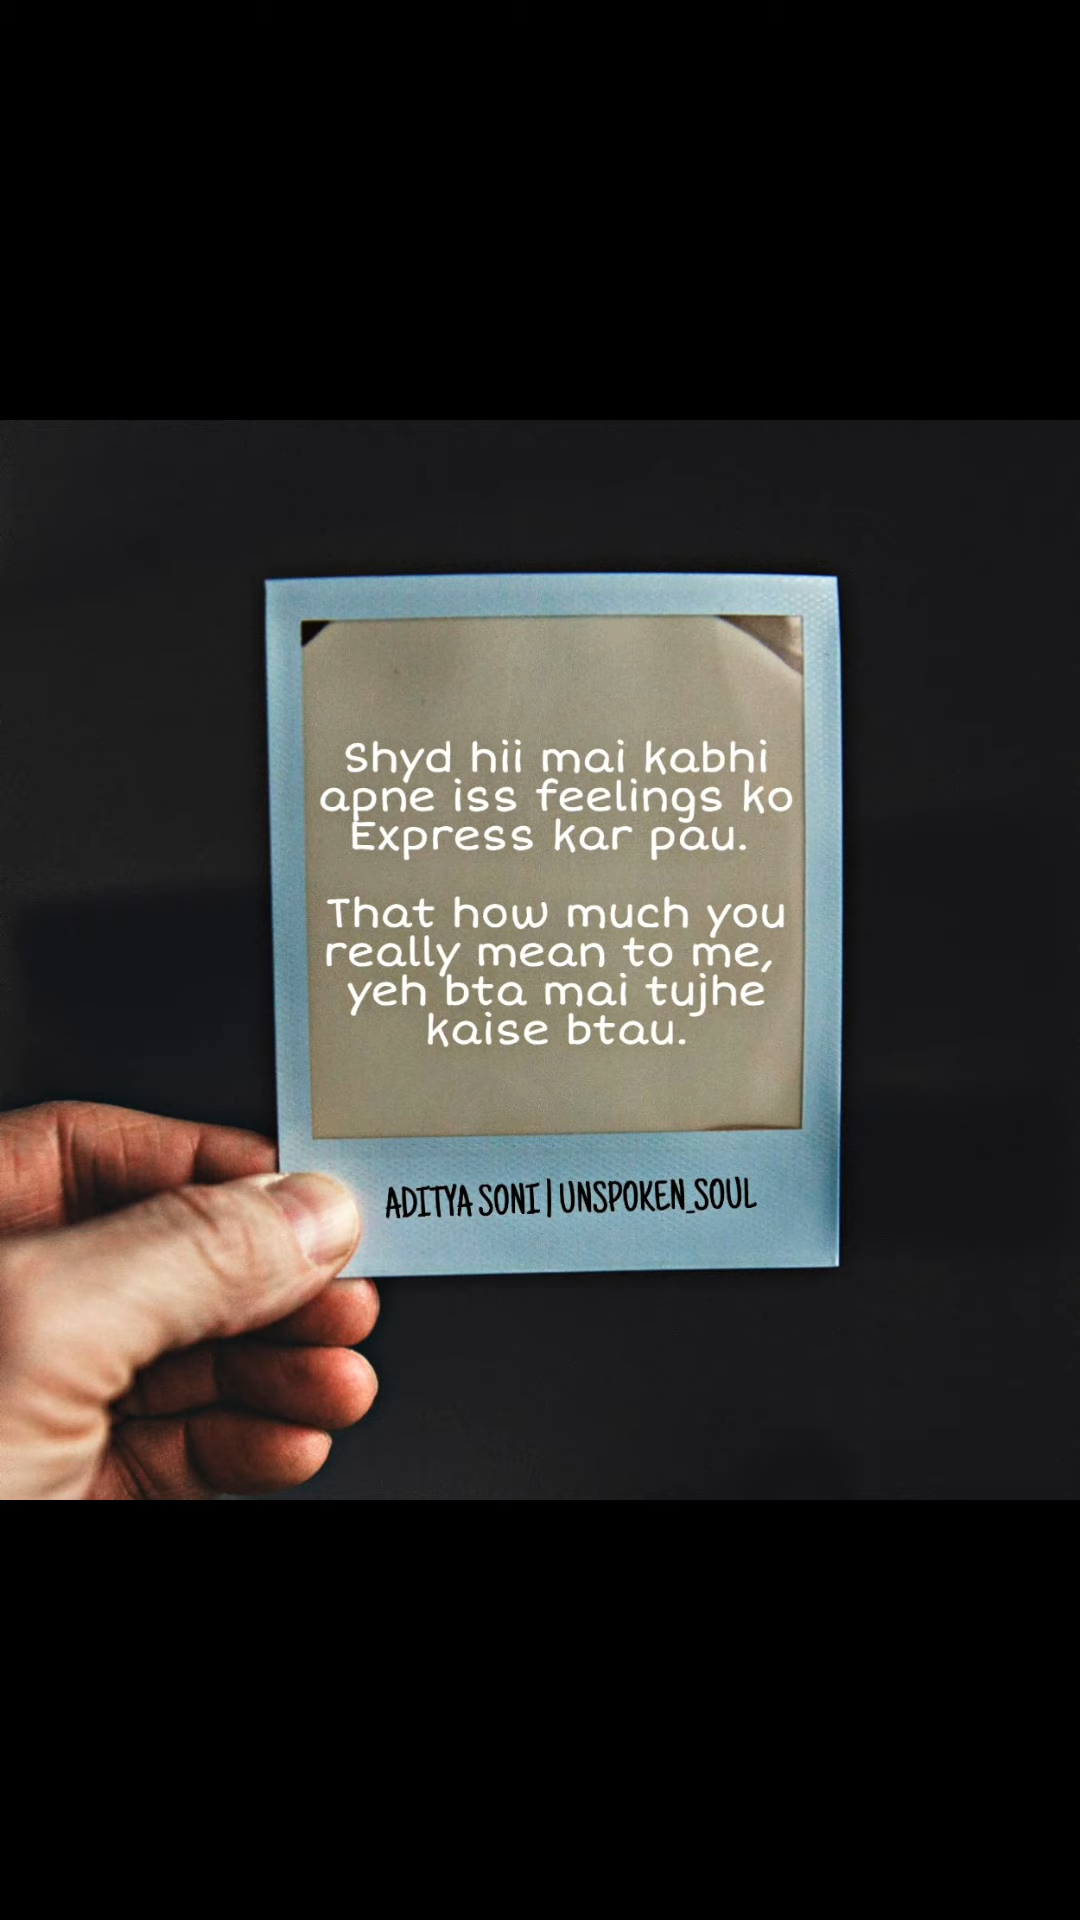 Shyd hii mai kabhi
apne iss feelings ko
Express kar pau.
That how much you
really mean to me,
yeh bta mai tujhe
kaise btau.
ADITYA SONI | UNSPOKEN_SOUL